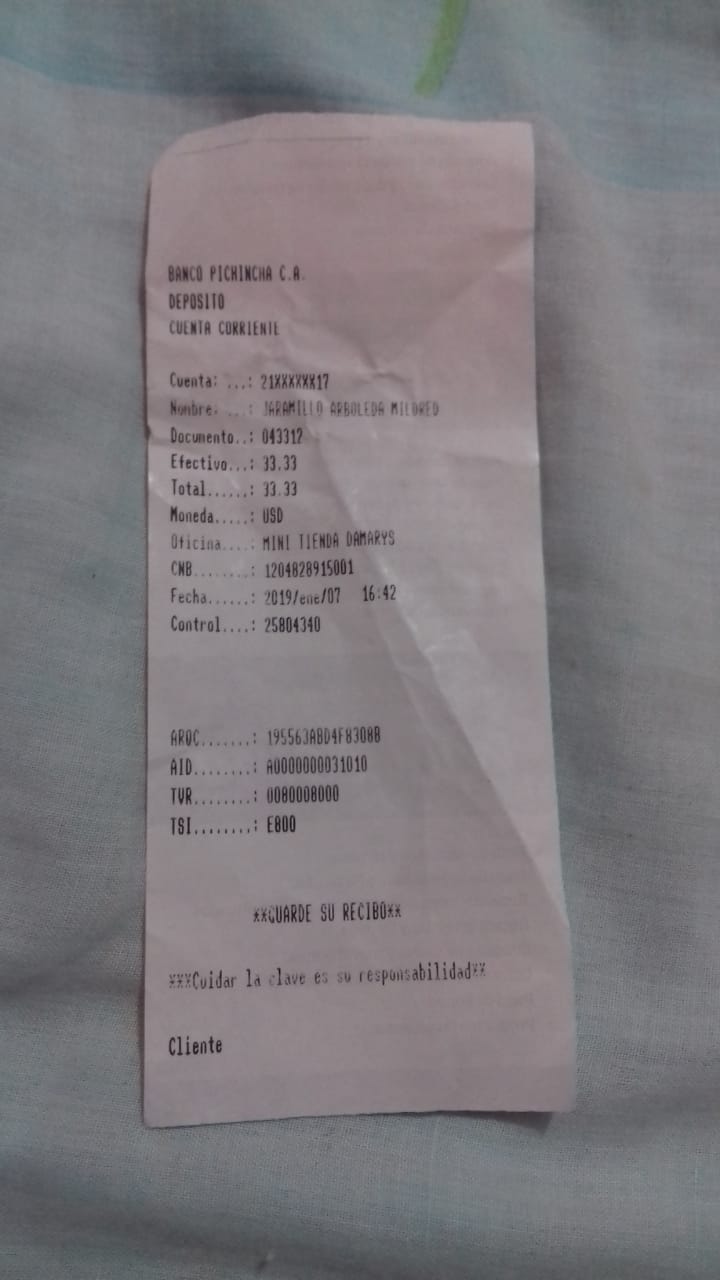 BANCO PICHINCHA C.A.
DEPOSITO
CUENTA CORRIENTE
Cuenta: ...: 21XXXXXX17
Nombre: ...: JARAMILLO ARBOLEDA MILDRED
Documento..: 043312
Efectivo...: 33.33
Total......: 33.33
Moneda.....: USD
Oficina....: MINI TIENDA DAMARYS
CNB........: 1204828915001
Fecha......: 2019/ene/07 16:42
Control....: 25804340
ARQC.......: 195563ABD4F8308B
AID........: A0000000031010
TVR........: 0080008000
TSI........: E800
**GUARDE SU RECIBO**
***Cuidar la clave es su responsabilidad**
Cliente